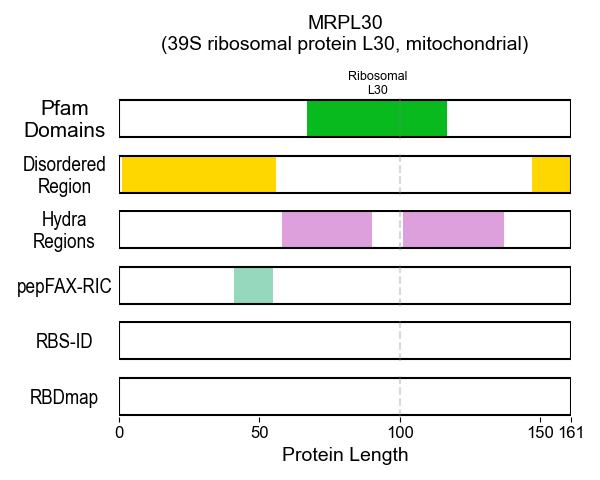 MRPL30
(39S ribosomal protein L30, mitochondrial)
Ribosomal
L30
Pfam
Domains
Disordered
Region
Hydra
Regions
pepFAX-RIC
RBS-ID
RBDmap
0 50 100 150 161
Protein Length